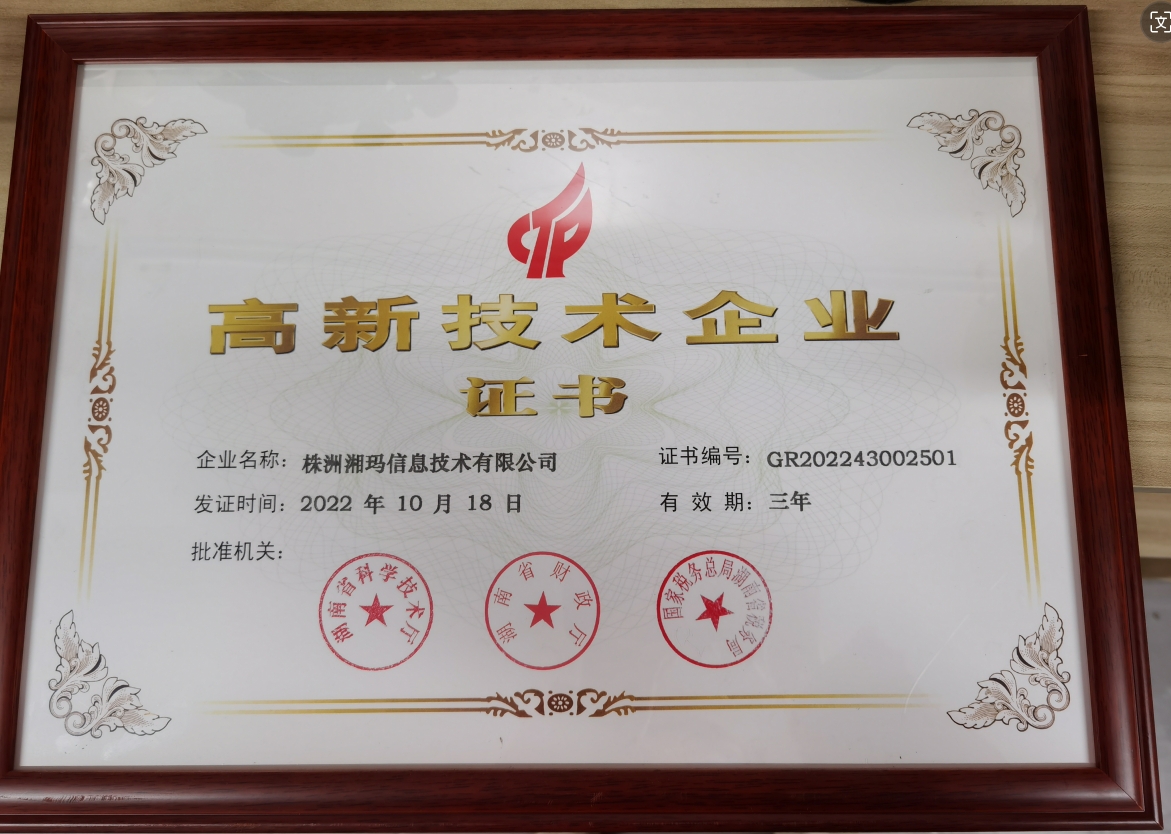 高新技术企业
证书
企业名称：株洲湘玛信息技术有限公司
证书编号：GR202243002501
发证时间：2022 年 10 月 18 日
有 效 期：三年
批准机关：
湖南省科学技术厅
湖南省财政厅
国家税务总局湖南省税务局